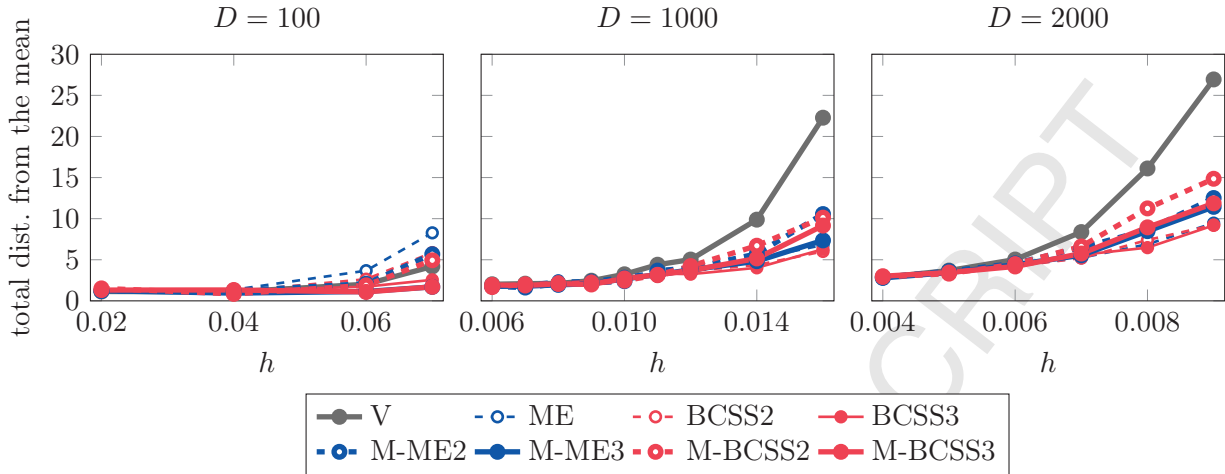 D = 100 D = 1000 D = 2000
total dist. from the mean
30
25
20
15
10
5
0
0.02 0.04 0.06 0.006 0.010 0.014 0.004 0.006 0.008
h h h
V ME BCSS2 BCSS3
M-ME2 M-ME3 M-BCSS2 M-BCSS3
CRIPT